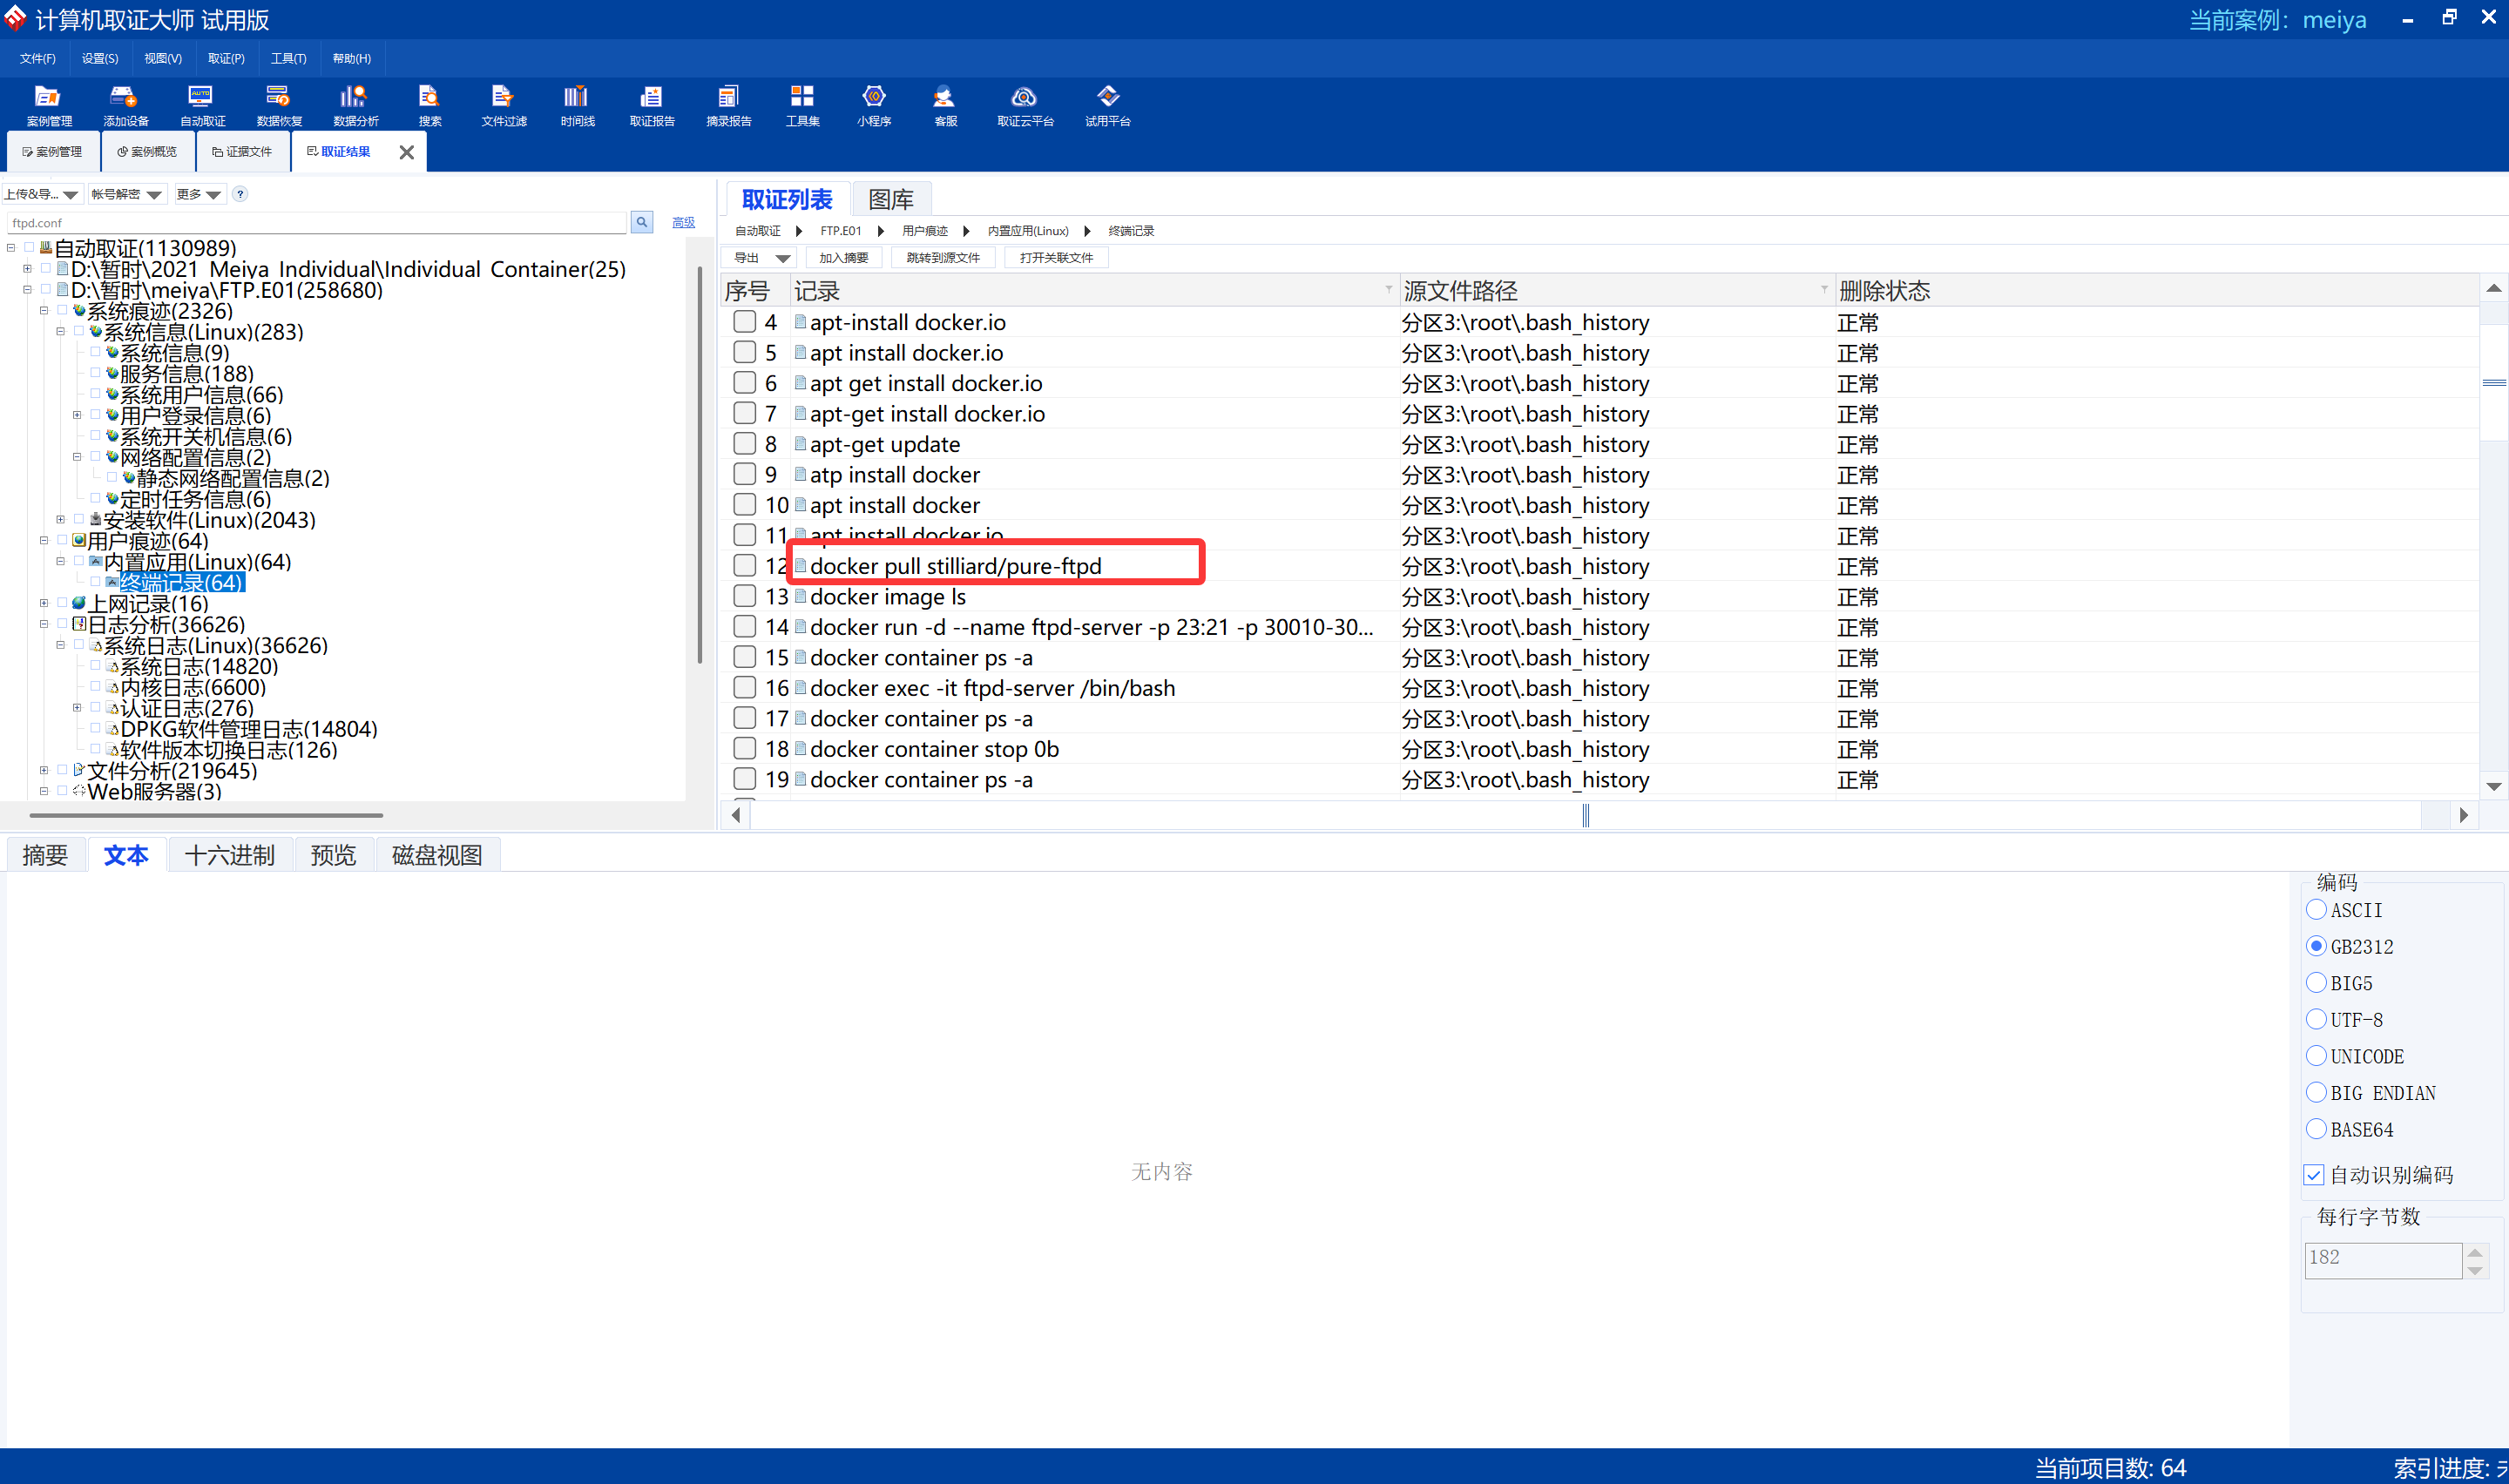 计算机取证大师 试用版
当前案例: meiya
文件(F) 设置(S) 视图(V) 取证(P) 工具(T) 帮助(H)
案例管理 添加设备 自动取证 数据恢复 数据分析 搜索 文件过滤 时间线 取证报告 摘录报告 工具集 小程序 客服 取证云平台 试用平台
案例管理 案例概览 证据文件 取证结果
上传&导... 帐号解密 更多 ?
ftpd.conf 高级
自动取证(1130989)
D:\暂时\2021 Meiya Individual\Individual Container(25)
D:\暂时\meiya\FTP.E01(258680)
系统痕迹(2326)
系统信息(Linux)(283)
系统信息(9)
服务信息(188)
系统用户信息(66)
用户登录信息(6)
系统开关机信息(6)
网络配置信息(2)
静态网络配置信息(2)
定时任务信息(6)
安装软件(Linux)(2043)
用户痕迹(64)
内置应用(Linux)(64)
终端记录(64)
上网记录(16)
日志分析(36626)
系统日志(Linux)(36626)
系统日志(14820)
内核日志(6600)
认证日志(276)
DPKG软件管理日志(14804)
软件版本切换日志(126)
文件分析(219645)
Web服务器(3)
取证列表 图库
自动取证 FTP.E01 用户痕迹 内置应用(Linux) 终端记录
导出 加入摘要 跳转到源文件 打开关联文件
序号 记录 源文件路径 删除状态
4 apt-install docker.io 分区3:\root\.bash_history 正常
5 apt install docker.io 分区3:\root\.bash_history 正常
6 apt get install docker.io 分区3:\root\.bash_history 正常
7 apt-get install docker.io 分区3:\root\.bash_history 正常
8 apt-get update 分区3:\root\.bash_history 正常
9 atp install docker 分区3:\root\.bash_history 正常
10 apt install docker 分区3:\root\.bash_history 正常
11 apt install docker.io 分区3:\root\.bash_history 正常
12 docker pull stilliard/pure-ftpd 分区3:\root\.bash_history 正常
13 docker image ls 分区3:\root\.bash_history 正常
14 docker run -d --name ftpd-server -p 23:21 -p 30010-30... 分区3:\root\.bash_history 正常
15 docker container ps -a 分区3:\root\.bash_history 正常
16 docker exec -it ftpd-server /bin/bash 分区3:\root\.bash_history 正常
17 docker container ps -a 分区3:\root\.bash_history 正常
18 docker container stop 0b 分区3:\root\.bash_history 正常
19 docker container ps -a 分区3:\root\.bash_history 正常
摘要 文本 十六进制 预览 磁盘视图
无内容
编码
ASCII
GB2312
BIG5
UTF-8
UNICODE
BIG ENDIAN
BASE64
自动识别编码
每行字节数
182
当前项目数: 64 索引进度: